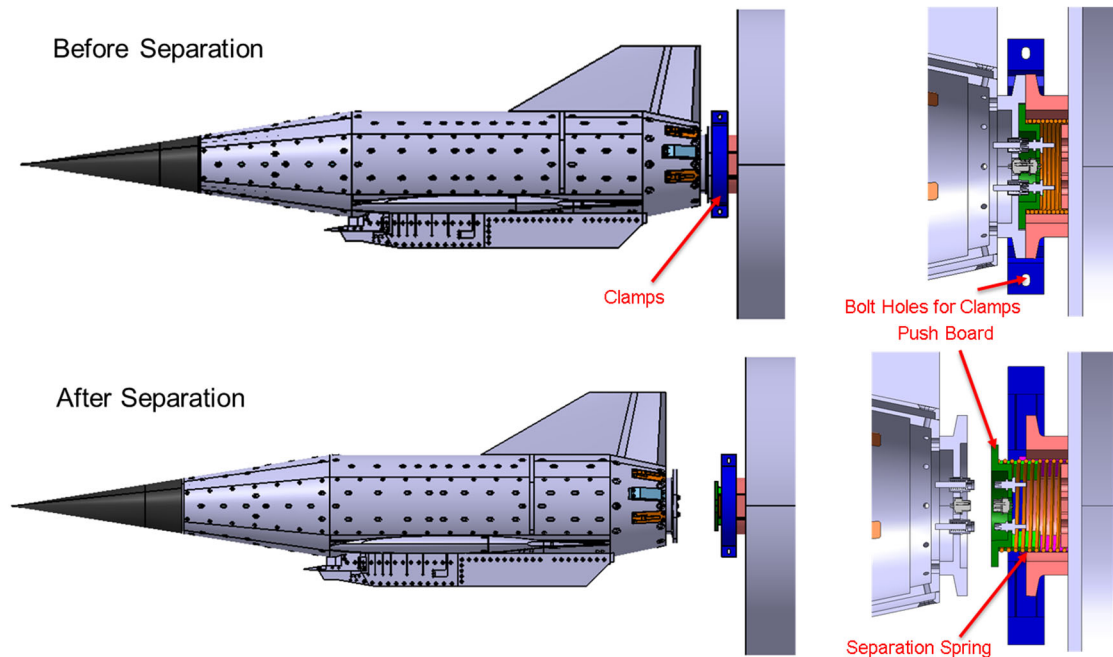 Before Separation
Clamps
Bolt Holes for Clamps
Push Board
After Separation
Separation Spring